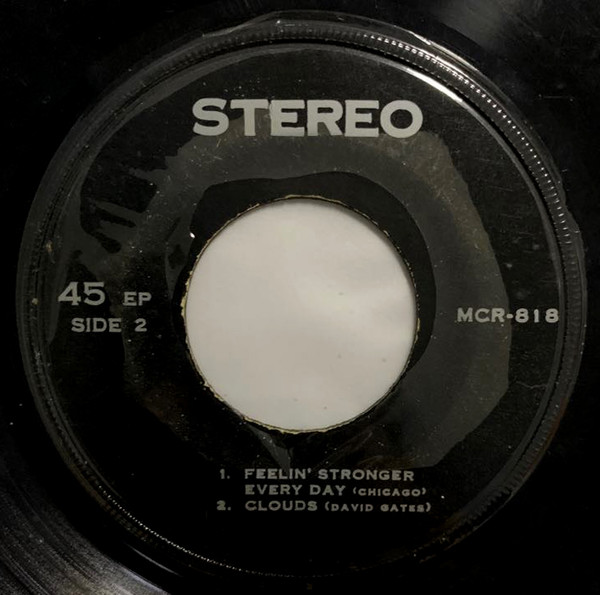 STEREO
45 EP
SIDE 2
MCR-818
1. FEELIN' STRONGER
EVERY DAY (CHICAGO)
2. CLOUDS (DAVID GATES)